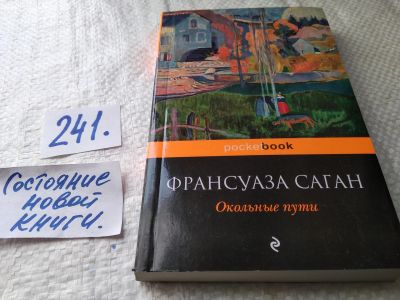 241.
Состояние
новой
книги.
pocketbook
ФРАНСУАЗА САГАН
Окольные пути